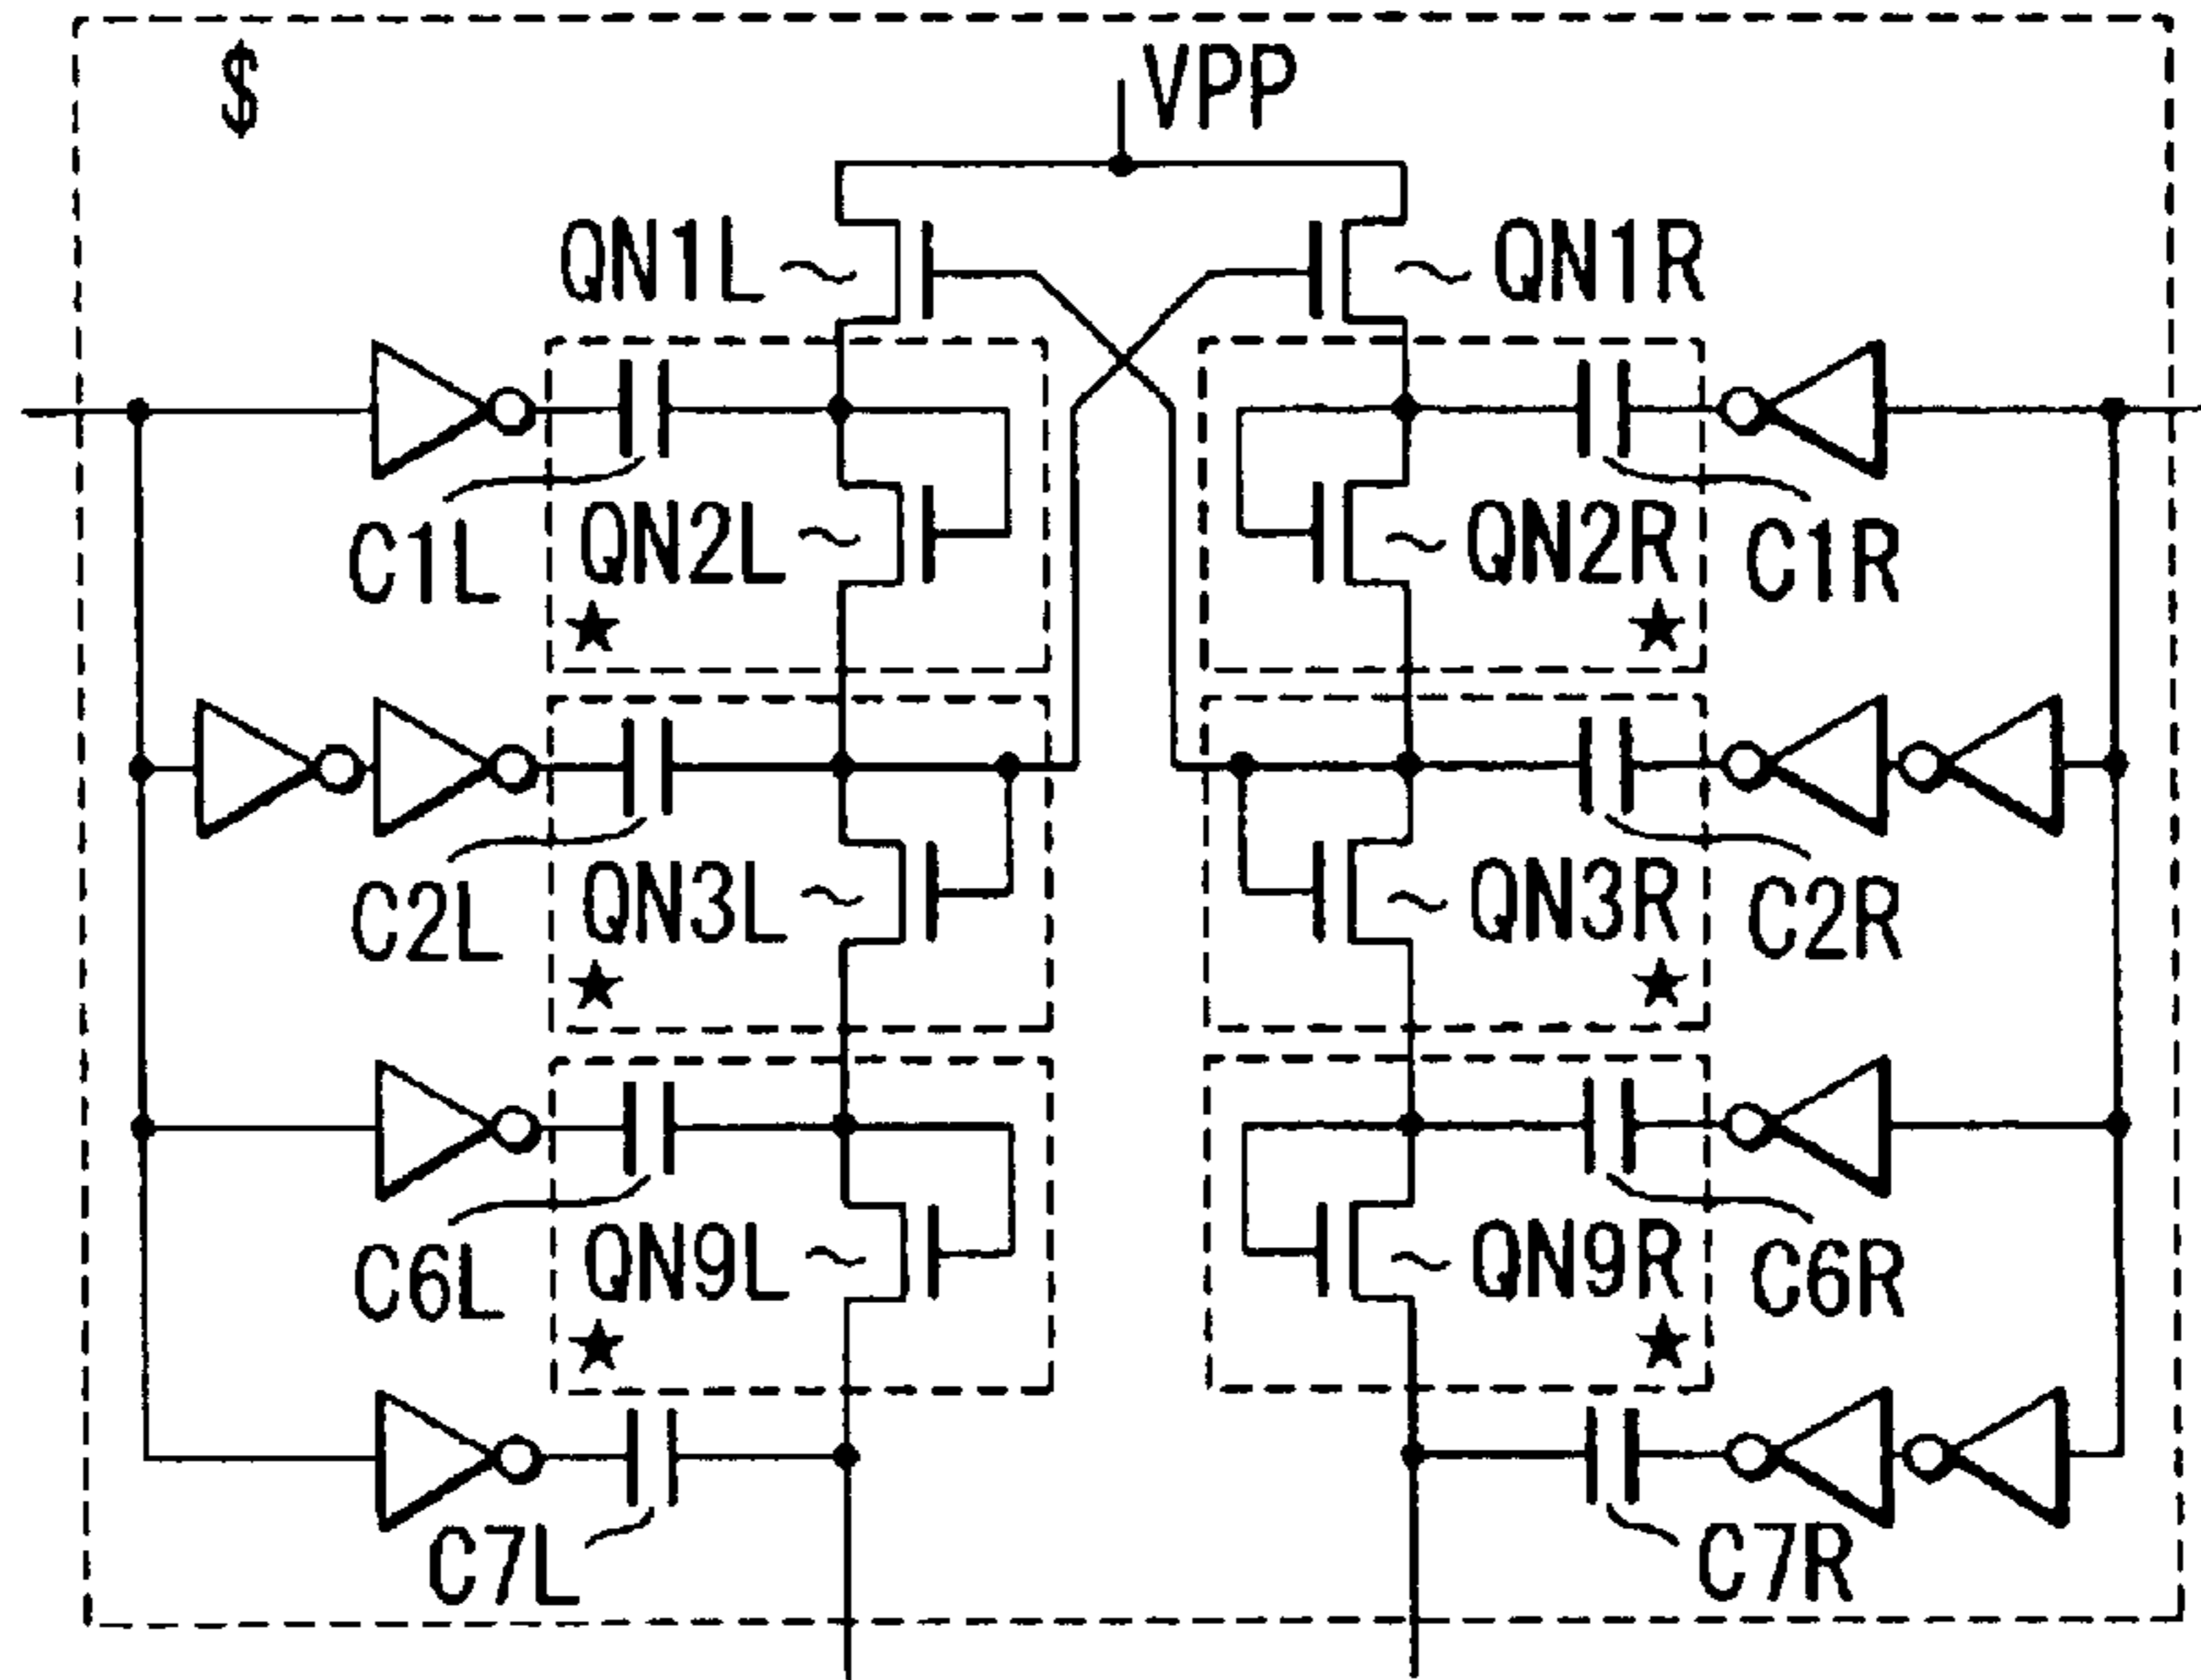 $
VPP
QN1L
QN1R
C1L
QN2L
QN2R
C1R
★
★
C2L
QN3L
QN3R
C2R
★
★
C6L
QN9L
QN9R
C6R
★
★
C7L
C7R